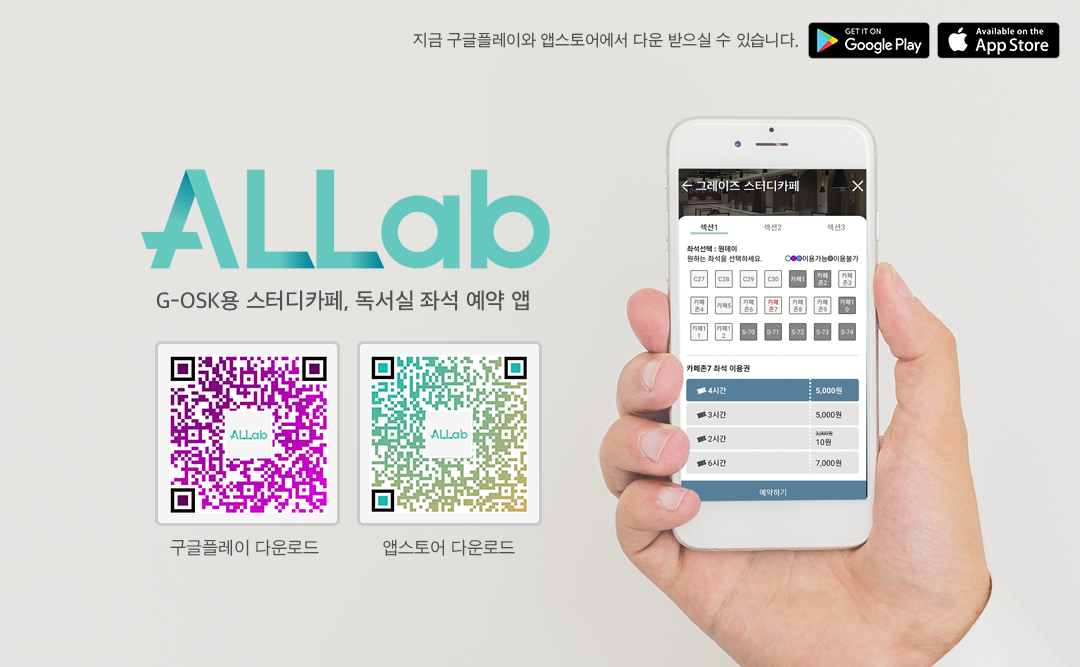 지금 구글플레이와 앱스토어에서 다운 받으실 수 있습니다.
GET IT ON
Google Play
Available on the
App Store
ALLab
G-OSK용 스터디카페, 독서실 좌석 예약 앱
ALLab
ALLab
구글플레이 다운로드
앱스토어 다운로드
그레이즈 스터디카페
섹션1 섹션2 섹션3
좌석선택 : 원데이
원하는 좌석을 선택하세요. 이용가능 이용불가
C27 C28 C29 C30 카페1 카페존2 카페존3
카페존4 카페5 카페존6 카페존7 카페존8 카페존9 카페10
카페11 카페12 S-70 S-71 S-72 S-73 S-74
카페존7 좌석 이용권
4시간 5,000원
3시간 5,000원
3,000원
2시간 10원
6시간 7,000원
예약하기